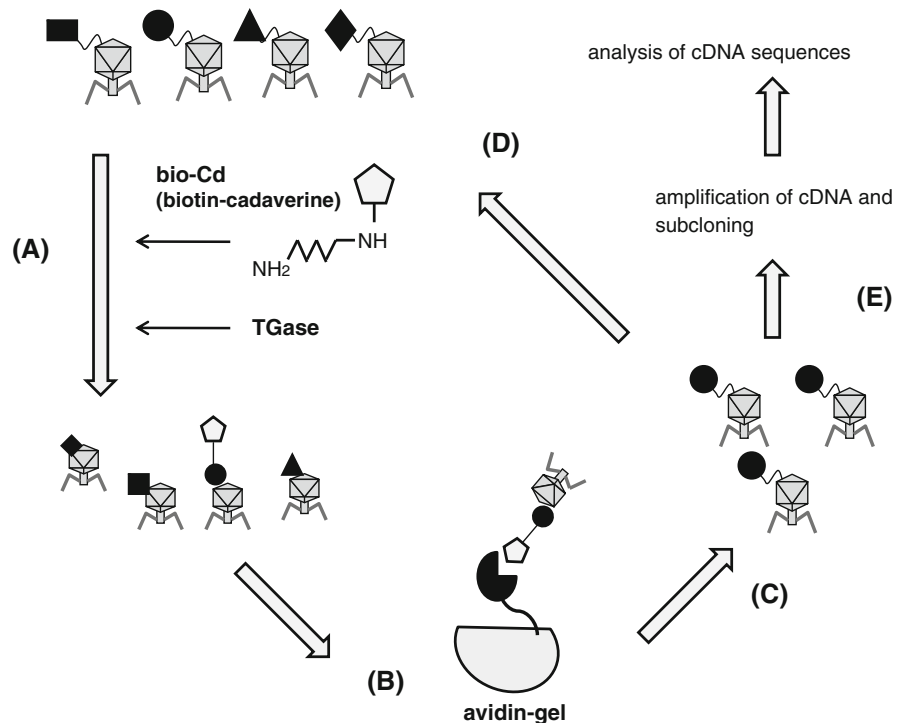 analysis of cDNA sequences
(D)
bio-Cd
(biotin-cadaverine)
amplification of cDNA and
subcloning
(A)
NH
NH2
(E)
TGase
(C)
(B)
avidin-gel